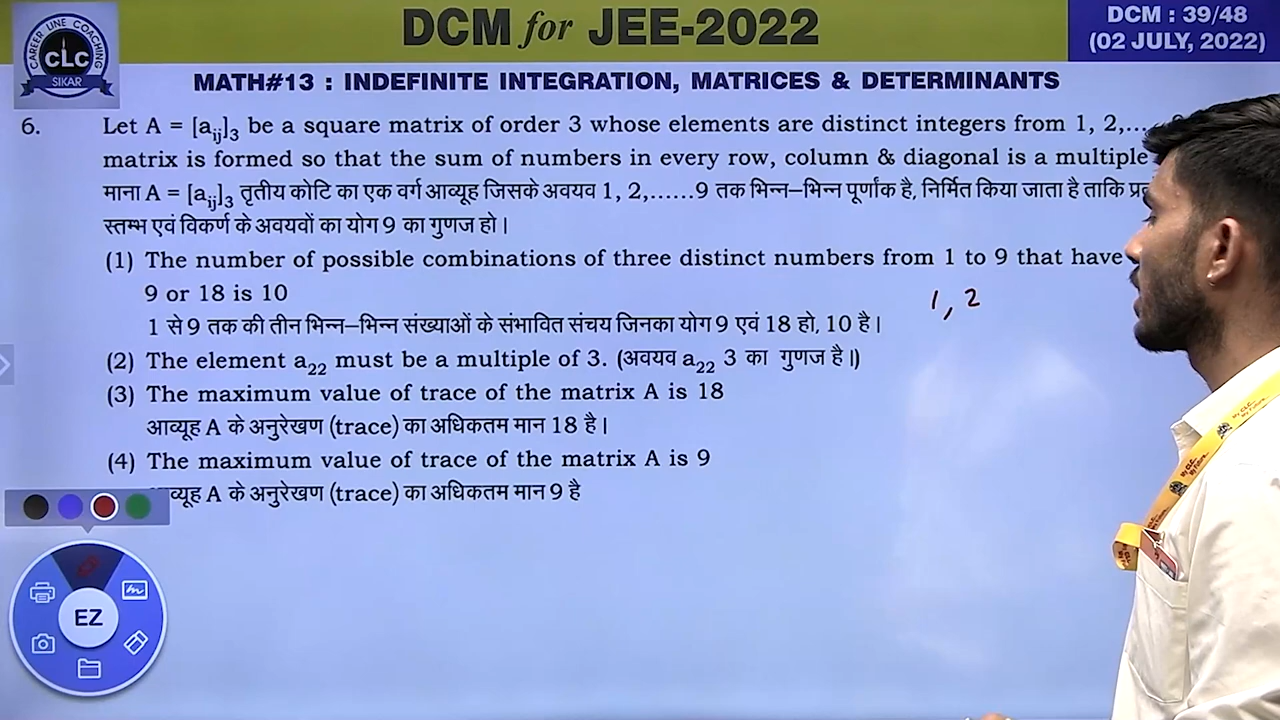 DCM for JEE-2022
DCM : 39/48
(02 JULY, 2022)
CAREER LINE COACHING
CLC
SIKAR
MATH#13 : INDEFINITE INTEGRATION, MATRICES & DETERMINANTS
6. Let A = [aij]3 be a square matrix of order 3 whose elements are distinct integers from 1, 2,....
matrix is formed so that the sum of numbers in every row, column & diagonal is a multiple
माना A = [aij]3 तृतीय कोटि का एक वर्ग आव्यूह जिसके अवयव 1, 2,......9 तक भिन्न–भिन्न पूर्णांक है, निर्मित किया जाता है ताकि
स्तम्भ एवं विकर्ण के अवयवों का योग 9 का गुणज हो।
(1) The number of possible combinations of three distinct numbers from 1 to 9 that have
9 or 18 is 10
1 से 9 तक की तीन भिन्न–भिन्न संख्याओं के संभावित संचय जिनका योग 9 एवं 18 हो, 10 है।
1, 2
(2) The element a22 must be a multiple of 3. (अवयव a22 3 का गुणज है।)
(3) The maximum value of trace of the matrix A is 18
आव्यूह A के अनुरेखण (trace) का अधिकतम मान 18 है।
(4) The maximum value of trace of the matrix A is 9
व्यूह A के अनुरेखण (trace) का अधिकतम मान 9 है
EZ